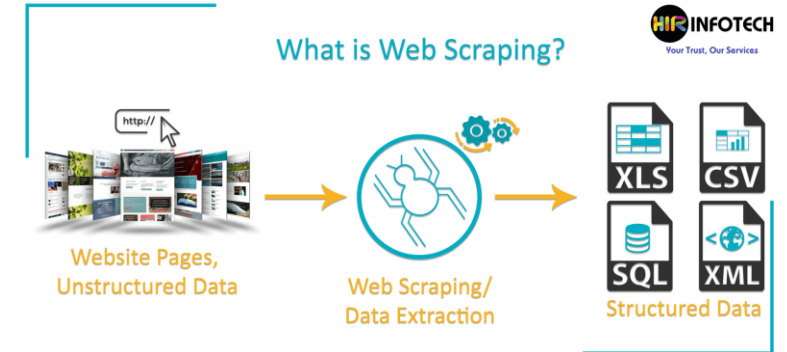 HIR INFOTECH
Your Trust, Our Services
What is Web Scraping?
http://
Website Pages,
Unstructured Data
Web Scraping/
Data Extraction
XLS
CSV
SQL
XML
Structured Data